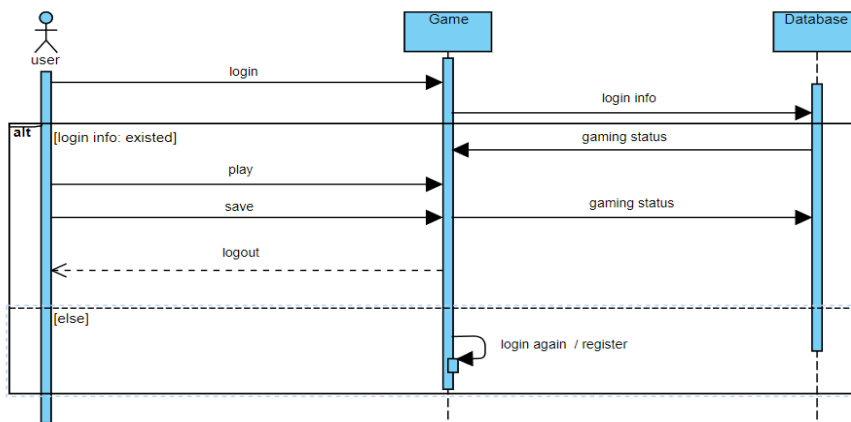 Game
Database
user
login
login info
alt
[login info: existed]
gaming status
play
save
gaming status
logout
[else]
login again / register